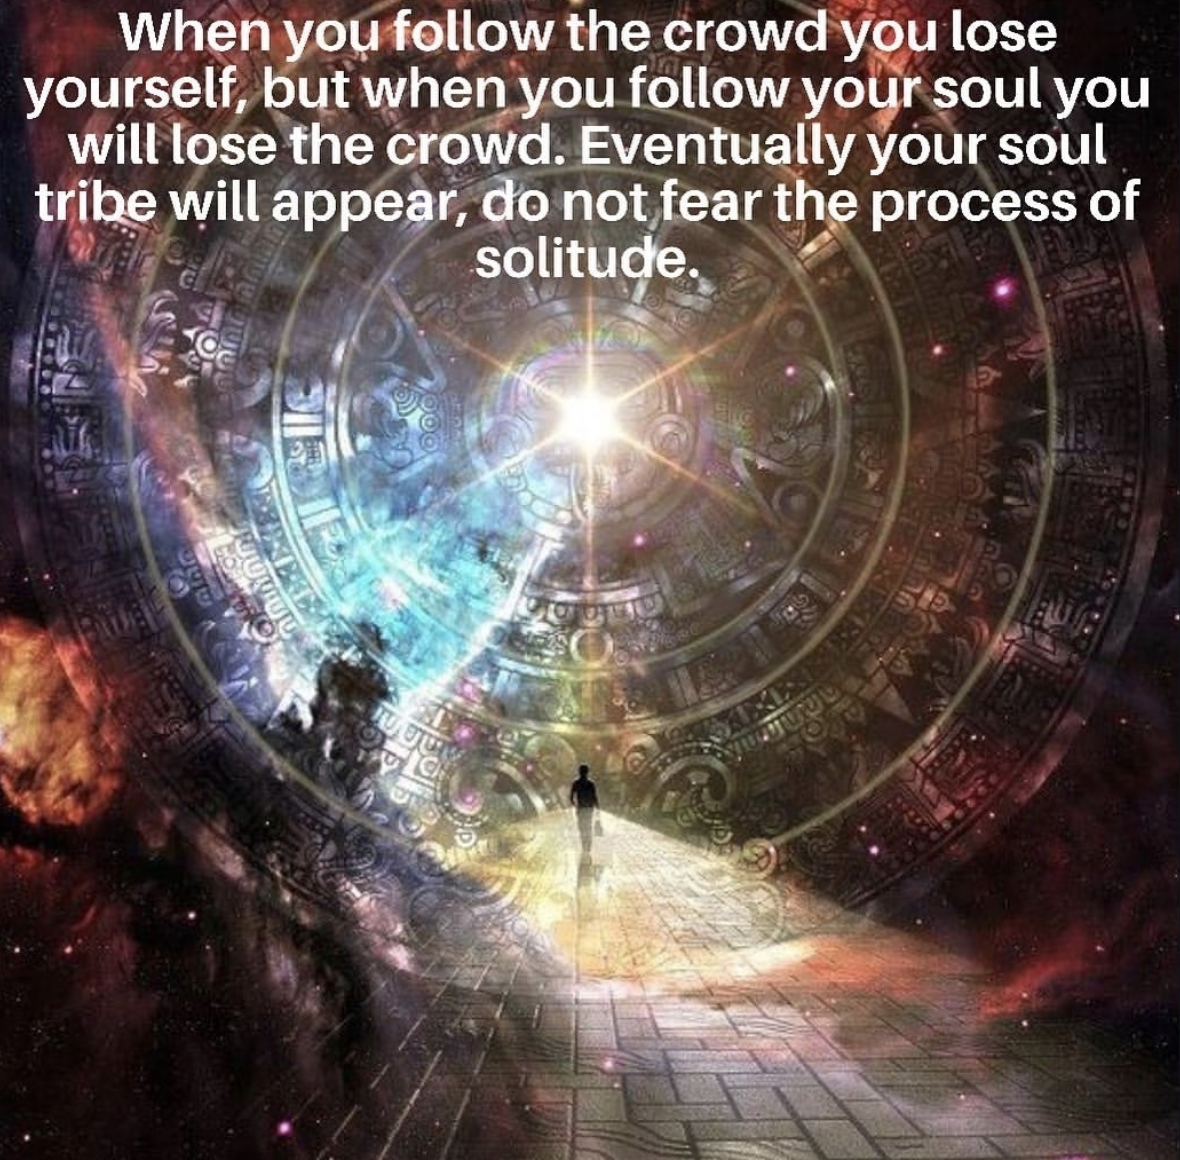 When you follow the crowd you lose
yourself, but when you follow your soul you
will lose the crowd. Eventually your soul
tribe will appear, do not fear the process of
solitude.